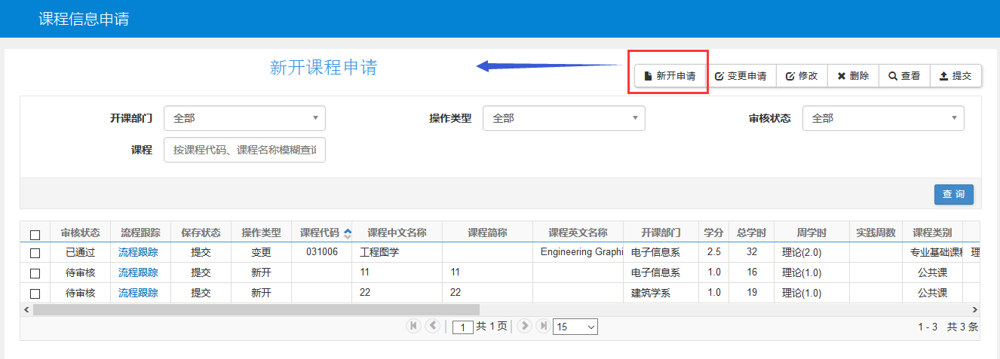 课程信息申请
新开课程申请
新开申请 变更申请 修改 删除 查看 提交
开课部门 全部 操作类型 全部 审核状态 全部
课程 按课程代码、课程名称模糊查询
查 询
审核状态 流程跟踪 保存状态 操作类型 课程代码 课程中文名称 课程简称 课程英文名称 开课部门 学分 总学时 周学时 实践周数 课程类别
已通过 流程跟踪 提交 变更 031006 工程图学 Engineering Graphi 电子信息系 2.5 32 理论(2.0) 专业基础课程 理
待审核 流程跟踪 提交 新开 11 11 电子信息系 1.0 16 理论(1.0) 公共课
待审核 流程跟踪 提交 新开 22 22 建筑学系 1.0 19 理论(1.0) 公共课
1 共 1 页 15 1 - 3 共 3 条